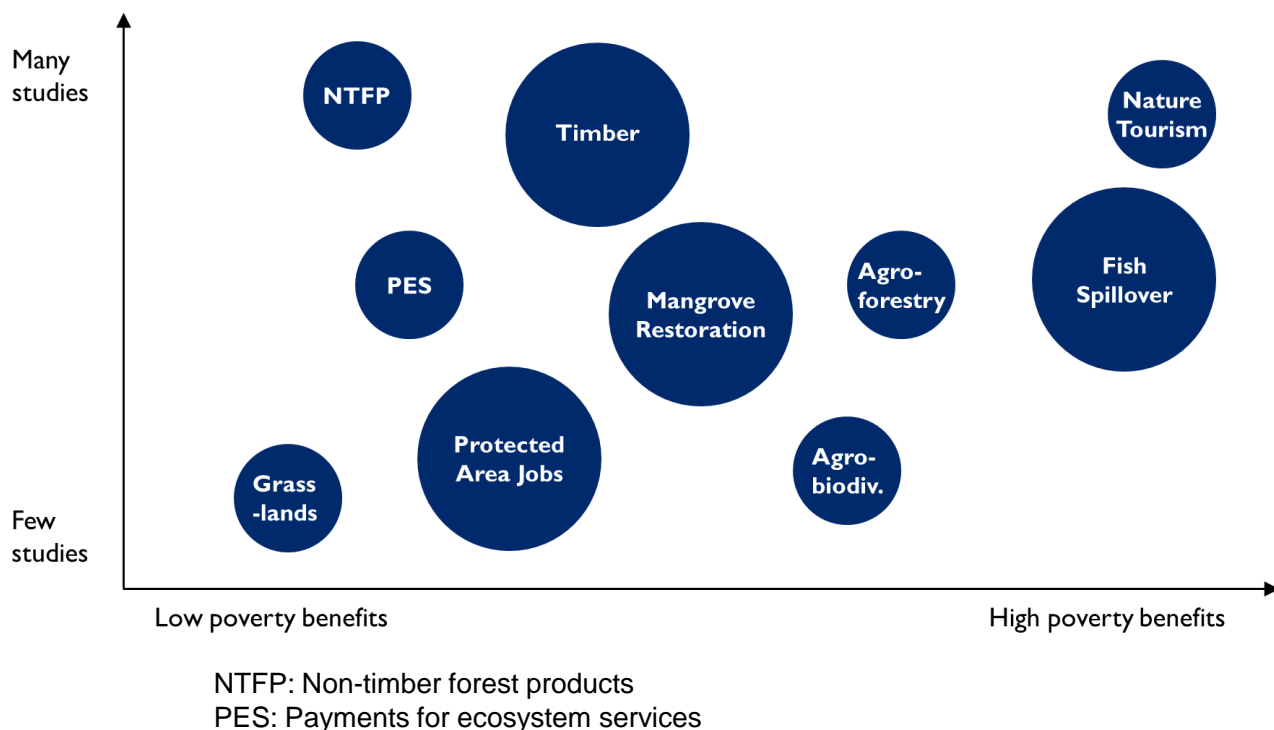 Many
studies
NTFP
Timber
Nature
Tourism
PES
Mangrove
Restoration
Agro-
forestry
Fish
Spillover
Protected
Area Jobs
Agro-
biodiv.
Grass
-lands
Few
studies
Low poverty benefits
High poverty benefits
NTFP: Non-timber forest products
PES: Payments for ecosystem services